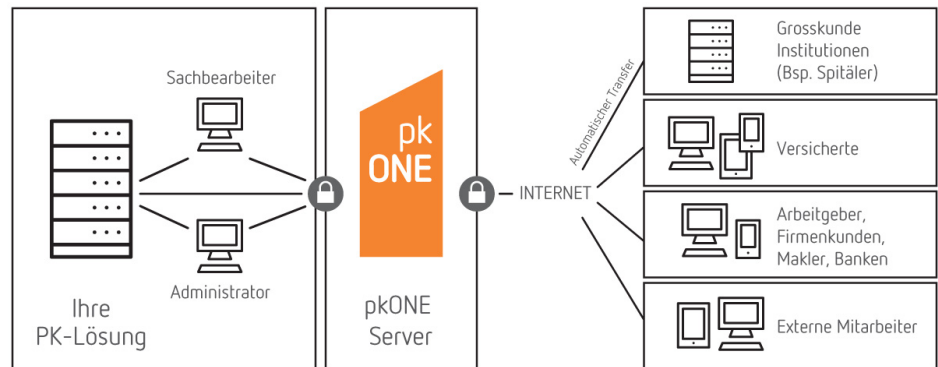 Sachbearbeiter
Administrator
Ihre
PK-Lösung
pk
ONE
pkONE
Server
INTERNET
Automatischer Transfer
Grosskunde
Institutionen
(Bsp. Spitäler)
Versicherte
Arbeitgeber,
Firmenkunden,
Makler, Banken
Externe Mitarbeiter